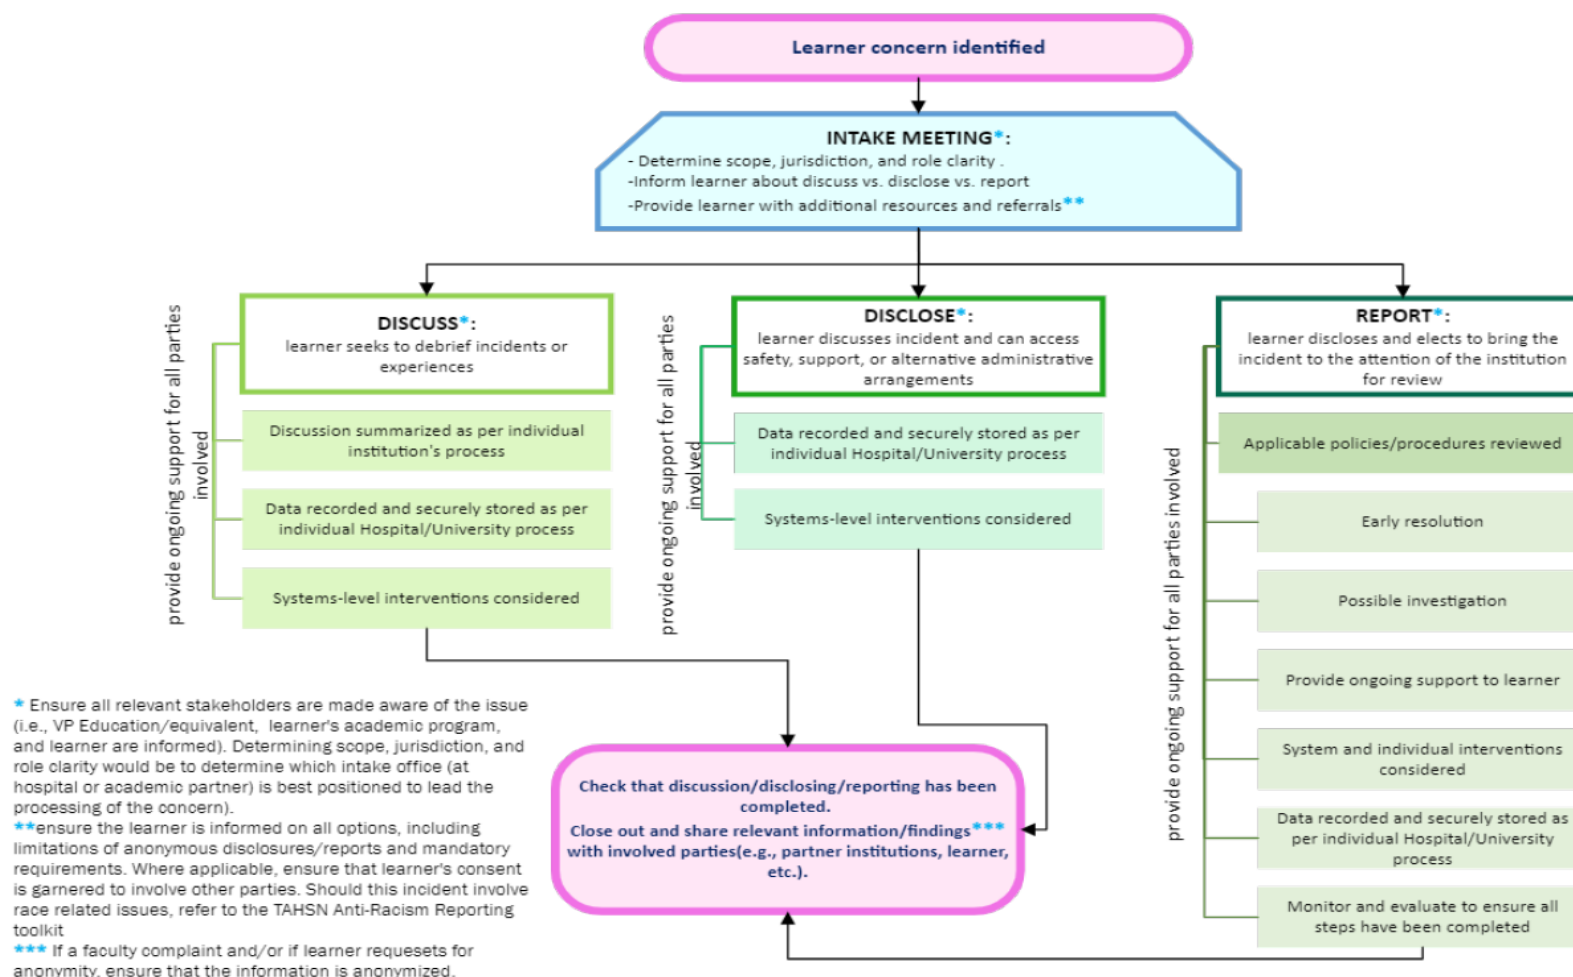 Learner concern identified
INTAKE MEETING*:
- Determine scope, jurisdiction, and role clarity .
-Inform learner about discuss vs. disclose vs. report
-Provide learner with additional resources and referrals**
provide ongoing support for all parties
involved
DISCUSS*:
learner seeks to debrief incidents or
experiences
Discussion summarized as per individual
institution's process
Data recorded and securely stored as per
individual Hospital/University process
Systems-level interventions considered
provide ongoing support for all parties
involved
DISCLOSE*:
learner discusses incident and can access
safety, support, or alternative administrative
arrangements
Data recorded and securely stored as per
individual Hospital/University process
Systems-level interventions considered
provide ongoing support for all parties involved
REPORT*:
learner discloses and elects to bring the
incident to the attention of the institution
for review
Applicable policies/procedures reviewed
Early resolution
Possible investigation
Provide ongoing support to learner
System and individual interventions
considered
Data recorded and securely stored as
per individual Hospital/University
process
Monitor and evaluate to ensure all
steps have been completed
Check that discussion/disclosing/reporting has been
completed.
Close out and share relevant information/findings***
with involved parties(e.g., partner institutions, learner,
etc.).
* Ensure all relevant stakeholders are made aware of the issue
(i.e., VP Education/equivalent, learner's academic program,
and learner are informed). Determining scope, jurisdiction, and
role clarity would be to determine which intake office (at
hospital or academic partner) is best positioned to lead the
processing of the concern).
**ensure the learner is informed on all options, including
limitations of anonymous disclosures/reports and mandatory
requirements. Where applicable, ensure that learner's consent
is garnered to involve other parties. Should this incident involve
race related issues, refer to the TAHSN Anti-Racism Reporting
toolkit
*** If a faculty complaint and/or if learner requesets for
anonymity, ensure that the information is anonymized.